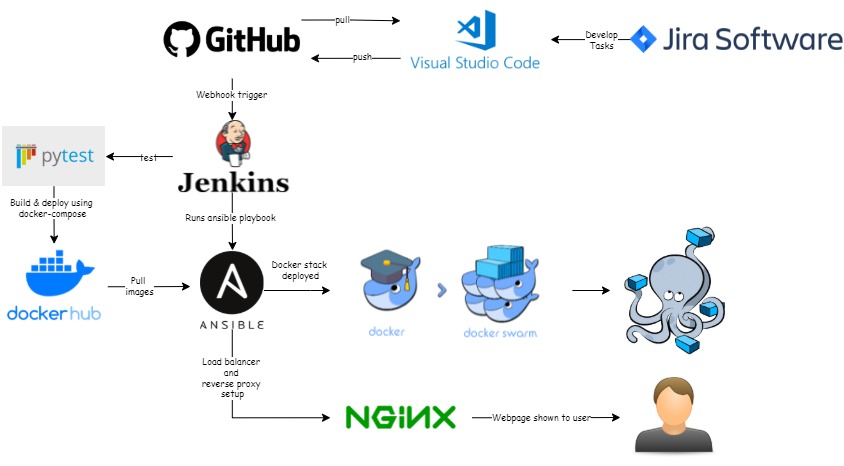 GitHub
pull
push
Visual Studio Code
Develop
Tasks
Jira Software
Webhook trigger
Jenkins
test
pytest
Build & deploy using
docker-compose
Runs ansible playbook
docker hub
Pull
images
ANSIBLE
Docker stack
deployed
docker
docker swarm
Load balancer
and
reverse proxy
setup
NGINX
Webpage shown to user